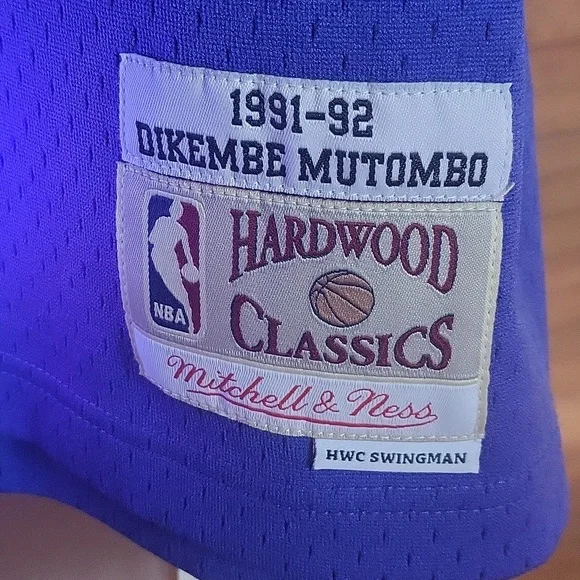 1991-92
DIKEMBE MUTOMBO
HARDWOOD
CLASSICS
NBA
Mitchell & Ness
HWC SWINGMAN